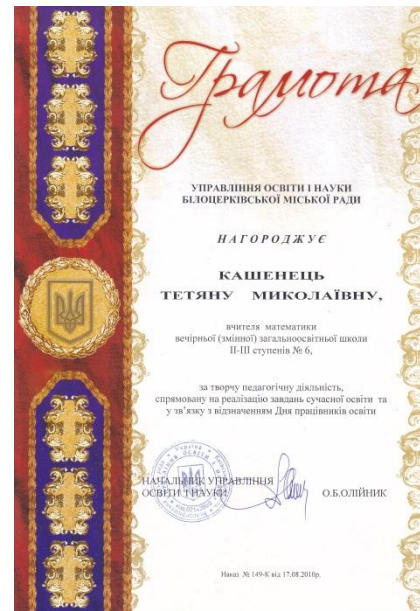 Грамота
УПРАВЛІННЯ ОСВІТИ І НАУКИ
БІЛОЦЕРКІВСЬКОЇ МІСЬКОЇ РАДИ
НАГОРОДЖУЄ
КАШЕНЕЦЬ
ТЕТЯНУ МИКОЛАЇВНУ,
вчителя математики
вечірньої (змінної) загальноосвітньої школи
ІІ-ІІІ ступенів № 6,
за творчу педагогічну діяльність,
спрямовану на реалізацію завдань сучасної освіти та
у зв’язку з відзначенням Дня працівників освіти
НАЧАЛЬНИК УПРАВЛІННЯ
ОСВІТИ І НАУКИ О.Б.ОЛІЙНИК
Наказ № 149-К від 17.08.2010р.